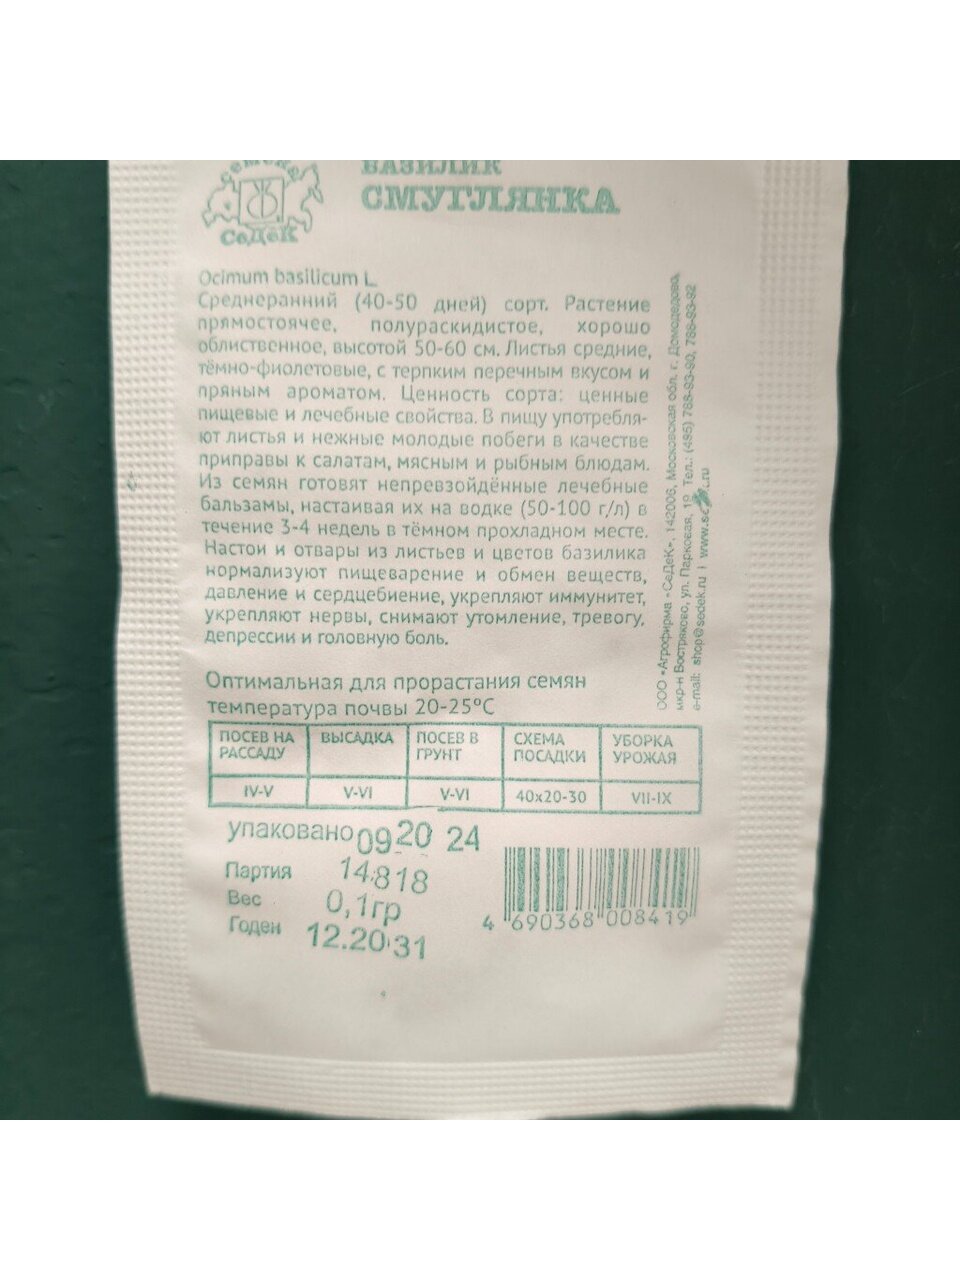 СЕМЕНА
СеДеК
БАЗИЛИК
СМУГЛЯНКА
Ocimum basilicum L.
Среднеранний (40-50 дней) сорт. Растение
прямостоячее, полураскидистое, хорошо
облиственное, высотой 50-60 см. Листья средние,
тёмно-фиолетовые, с терпким перечным вкусом и
пряным ароматом. Ценность сорта: ценные
пищевые и лечебные свойства. В пищу употребля-
ют листья и нежные молодые побеги в качестве
приправы к салатам, мясным и рыбным блюдам.
Из семян готовят непревзойдённые лечебные
бальзамы, настаивая их на водке (50-100 г/л) в
течение 3-4 недель в тёмном прохладном месте.
Настои и отвары из листьев и цветов базилика
нормализуют пищеварение и обмен веществ,
давление и сердцебиение, укрепляют иммунитет,
укрепляют нервы, снимают утомление, тревогу,
депрессии и головную боль.
Оптимальная для прорастания семян
температура почвы 20-25°C
ПОСЕВ НА РАССАДУ ВЫСАДКА ПОСЕВ В ГРУНТ СХЕМА ПОСАДКИ УБОРКА УРОЖАЯ
IV-V V-VI V-VI 40x20-30 VII-IX
упаковано 09 20 24
Партия 14818
Вес 0,1гр
Годен 12.20 31
4 690368 008419
ООО «Агрофирма «СеДеК», 142006, Московская обл. г. Домодедово,
мкр-н Востряково, ул. Парковая, 19 Тел.: (495) 788-93-90, 788-93-92
e-mail: shop@sedek.ru |